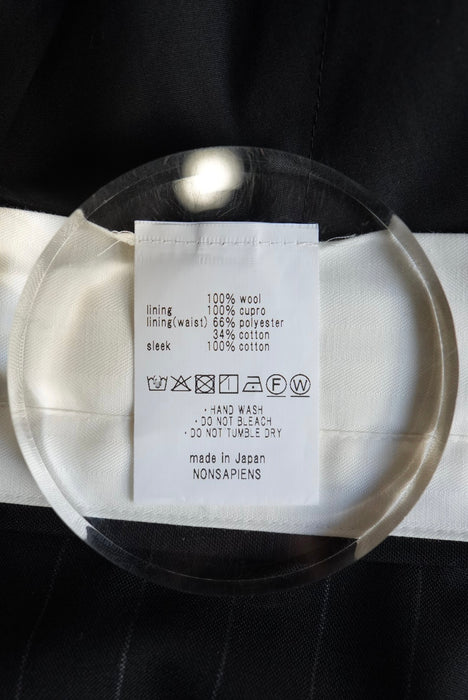 100% wool
lining 100% cupro
lining(waist) 66% polyester
34% cotton
sleek 100% cotton
F W
・HAND WASH
・DO NOT BLEACH
・DO NOT TUMBLE DRY
made in Japan
NONSAPIENS